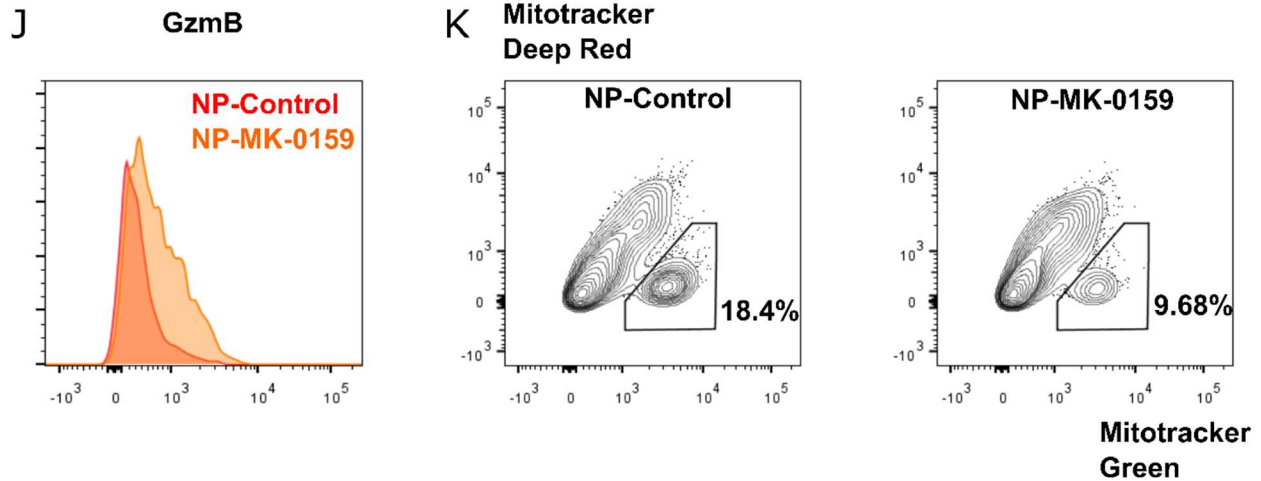 J
GzmB
NP-Control
NP-MK-0159
-10³ 0 10³ 10⁴ 10⁵
K
Mitotracker
Deep Red
NP-Control
10⁵
10⁴
10³
0
-10³
18.4%
-10³ 0 10³ 10⁴ 10⁵
NP-MK-0159
10⁵
10⁴
10³
0
-10³
9.68%
-10³ 0 10³ 10⁴ 10⁵
Mitotracker
Green